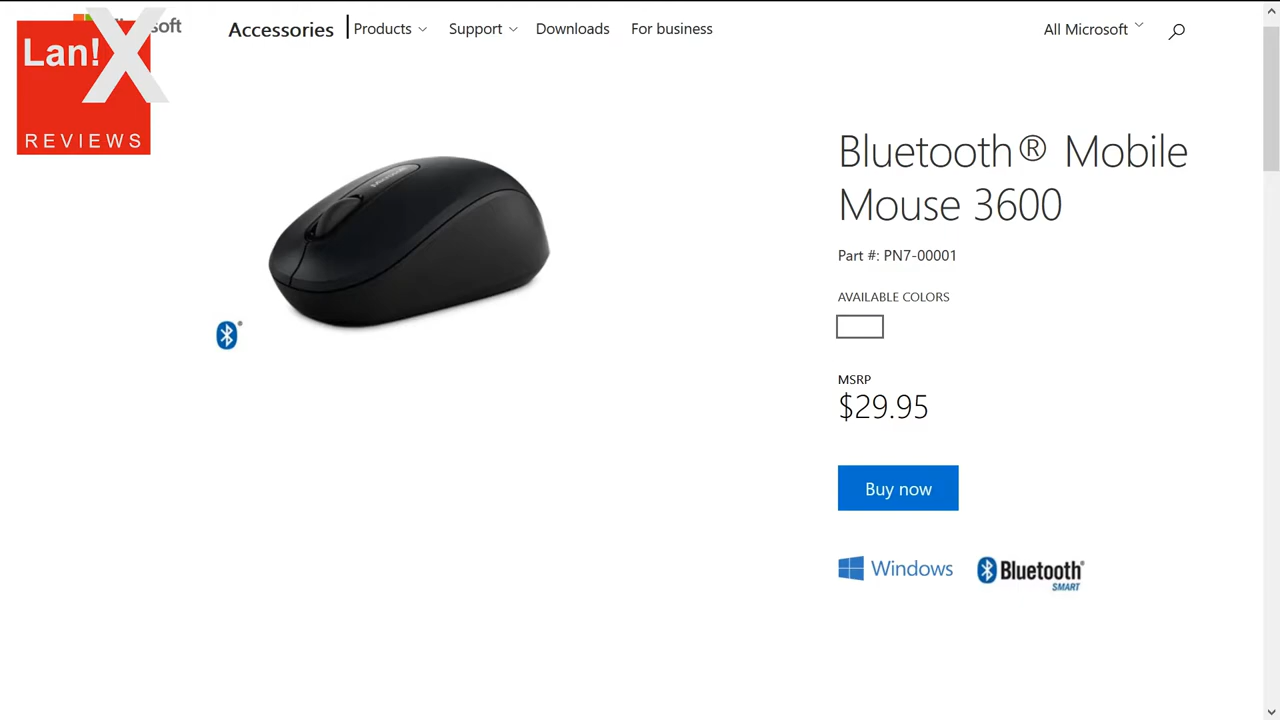 Lan!X
REVIEWS
Accessories
Products
Support
Downloads
For business
All Microsoft
Microsoft
Bluetooth® Mobile
Mouse 3600
Part #: PN7-00001
AVAILABLE COLORS
MSRP
$29.95
Buy now
Windows
Bluetooth®
SMART